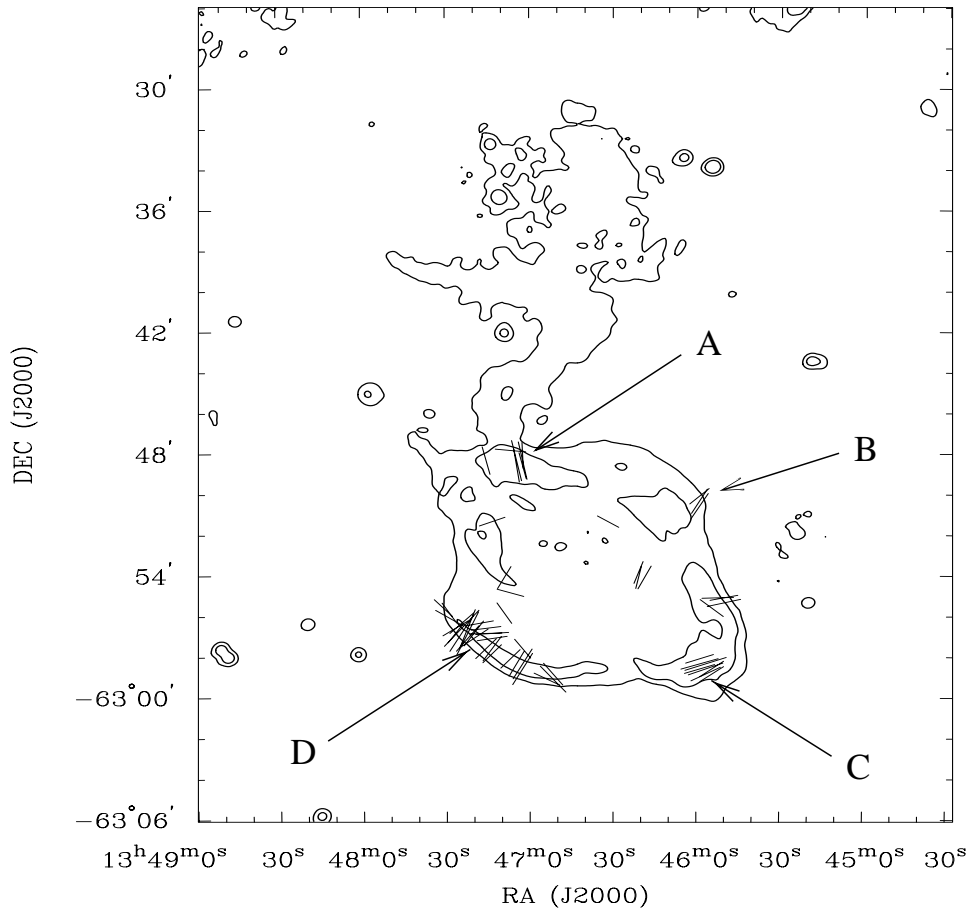 30'
36'
42'
A
B
48'
54'
-63°00'
D
C
-63°06'
13ʰ49ᵐ0ˢ 30ˢ 48ᵐ0ˢ 30ˢ 47ᵐ0ˢ 30ˢ 46ᵐ0ˢ 30ˢ 45ᵐ0ˢ 30ˢ
RA (J2000)
DEC (J2000)